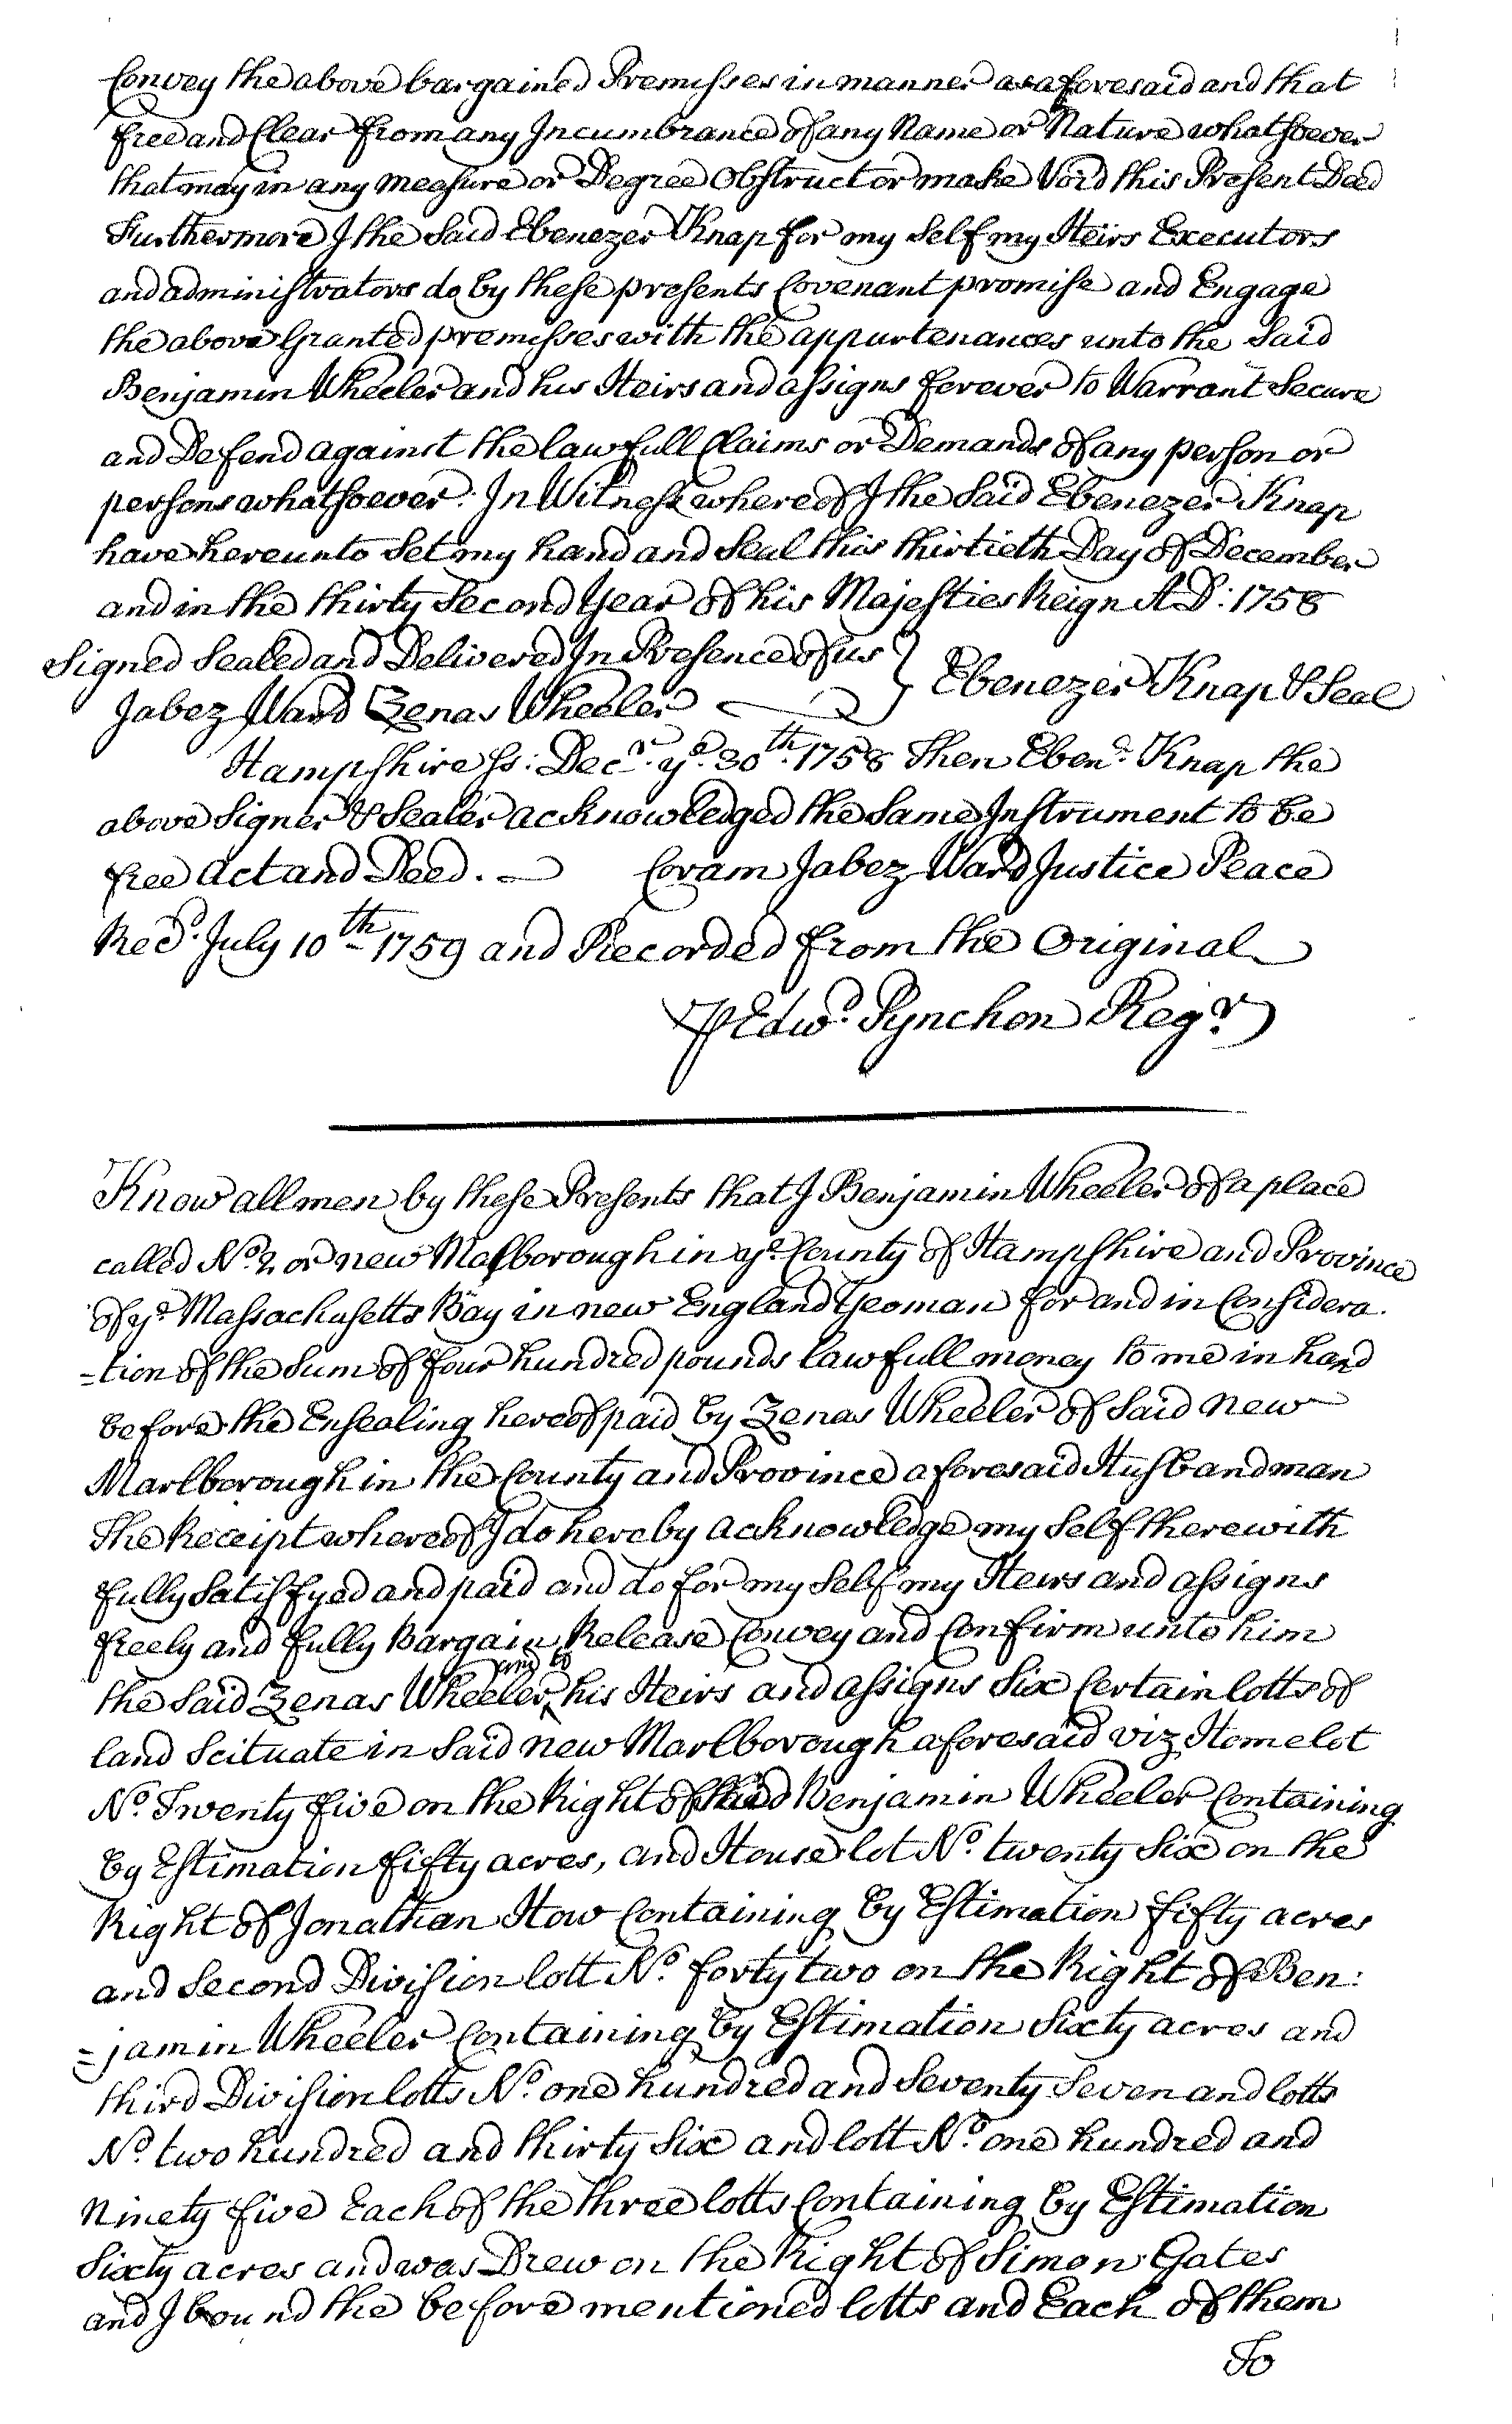 Convey the above bargained Premisses in manner as aforesaid and that
free and Clear from any Incumbrance of any Name or Nature whatsoever
that may in any measure or Degree Obstruct or make Void this Present Deed
Furthermore I the Said Ebenezer Knap for my Self my Heirs Executors
and administrators do by these presents Covenant promise and Engage
the above Granted premisses with the appurtenances unto the Said
Benjamin Wheeler and his Heirs and assigns forever to Warrant Secure
and Defend against the lawfull Claims or Demands of any person or
persons whatsoever. In Witness whereof I the Said Ebenezer Knap
have hereunto Set my hand and Seal this thirtieth Day of December
and in the thirty Second Year of his Majesties Reign A.D: 1758
Signed Sealed and Delivered In Presence of us } Ebenezer Knap & Seal
Jabez Ward Zenas Wheeler
Hampshire Ss: Decr. ye. 30th. 1758 Then Ebenr. Knap the
above Signer & Sealer acknowledged the Same Instrument to be
free Act and Deed. — Coram Jabez Ward Justice Peace
Recd. July 10th 1759 and Recorded from the Original
⅌ Edwd. Pynchon Regr.
Know all men by these Presents that I Benjamin Wheeler of a place
called No. 2 or new Malborough in ye. County of Hampshire and Province
of ye. Massachusetts Bay in new England Yeoman for and in Considera-
=tion of the Sum of four hundred pounds lawfull money to me in hand
before the Ensealing hereof paid by Zenas Wheeler of Said new
Marlborough in the County and Province aforesaid Husbandman
The Receipt whereof I do hereby acknowledge my Self therewith
fully Satisfyed and paid and do for my Self my Heirs and assigns
freely and fully Bargain Release Convey and Confirm unto him
the Said Zenas Wheeler and to his Heirs and assigns Six Certain lotts of
land Scituate in Said new Marlborough aforesaid viz Home lot
No. Twenty five on the Right of Said Benjamin Wheeler Containing
by Estimation fifty acres, and House lot No. twenty Six on the
Right of Jonathan How Containing by Estimation fifty acres
and Second Division lott No. forty two on the Right of Ben:
=jamin Wheeler Containing by Estimation Sixty acres and
third Division lotts No. one hundred and Seventy Seven and lotts
No. two hundred and thirty Six and lott No. one hundred and
Ninety five Each of the three lotts Containing by Estimation
Sixty acres and was Drew on the Right of Simon Gates
and I bound the before mentioned lotts and Each of them
To